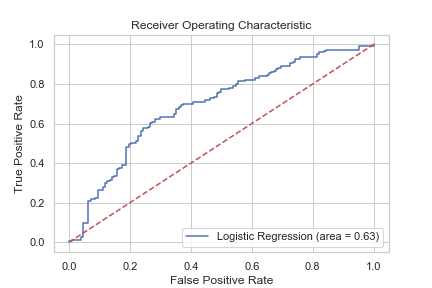 Receiver Operating Characteristic
True Positive Rate
1.0
0.8
0.6
0.4
0.2
0.0
Logistic Regression (area = 0.63)
0.0 0.2 0.4 0.6 0.8 1.0
False Positive Rate